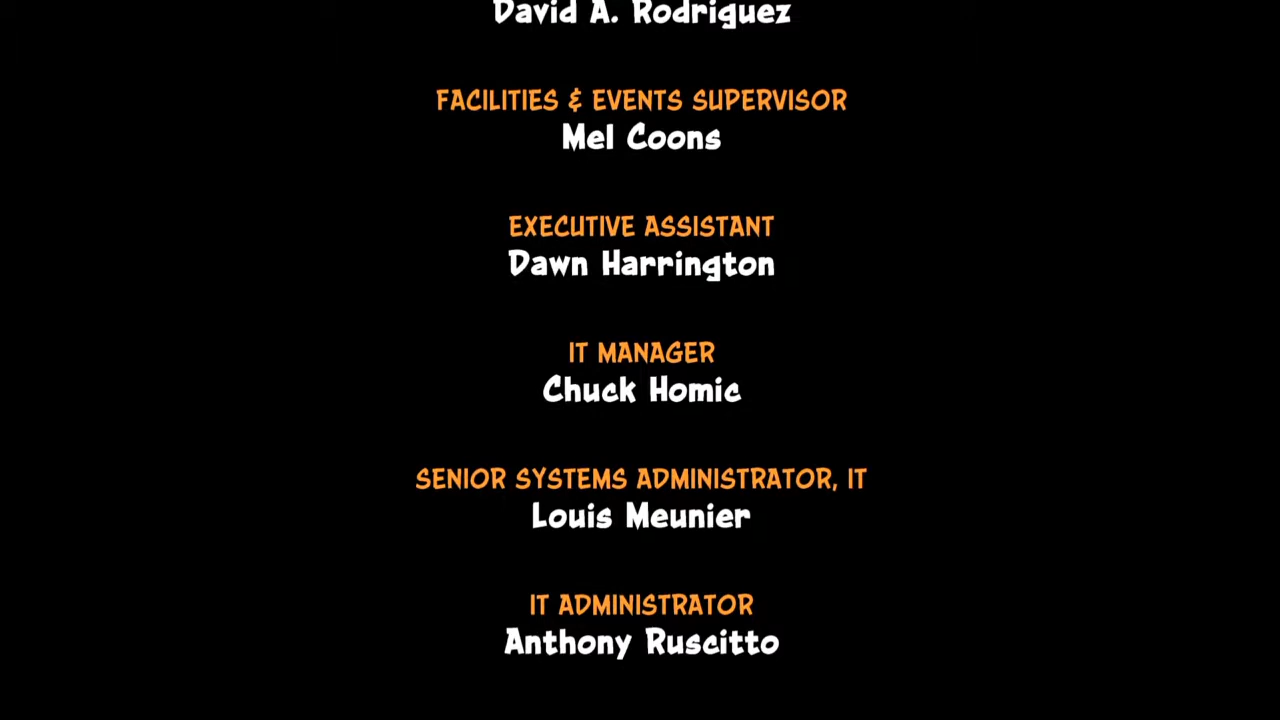 David A. Rodriguez
FACILITIES & EVENTS SUPERVISOR
Mel Coons
EXECUTIVE ASSISTANT
Dawn Harrington
IT MANAGER
Chuck Homic
SENIOR SYSTEMS ADMINISTRATOR, IT
Louis Meunier
IT ADMINISTRATOR
Anthony Ruscitto